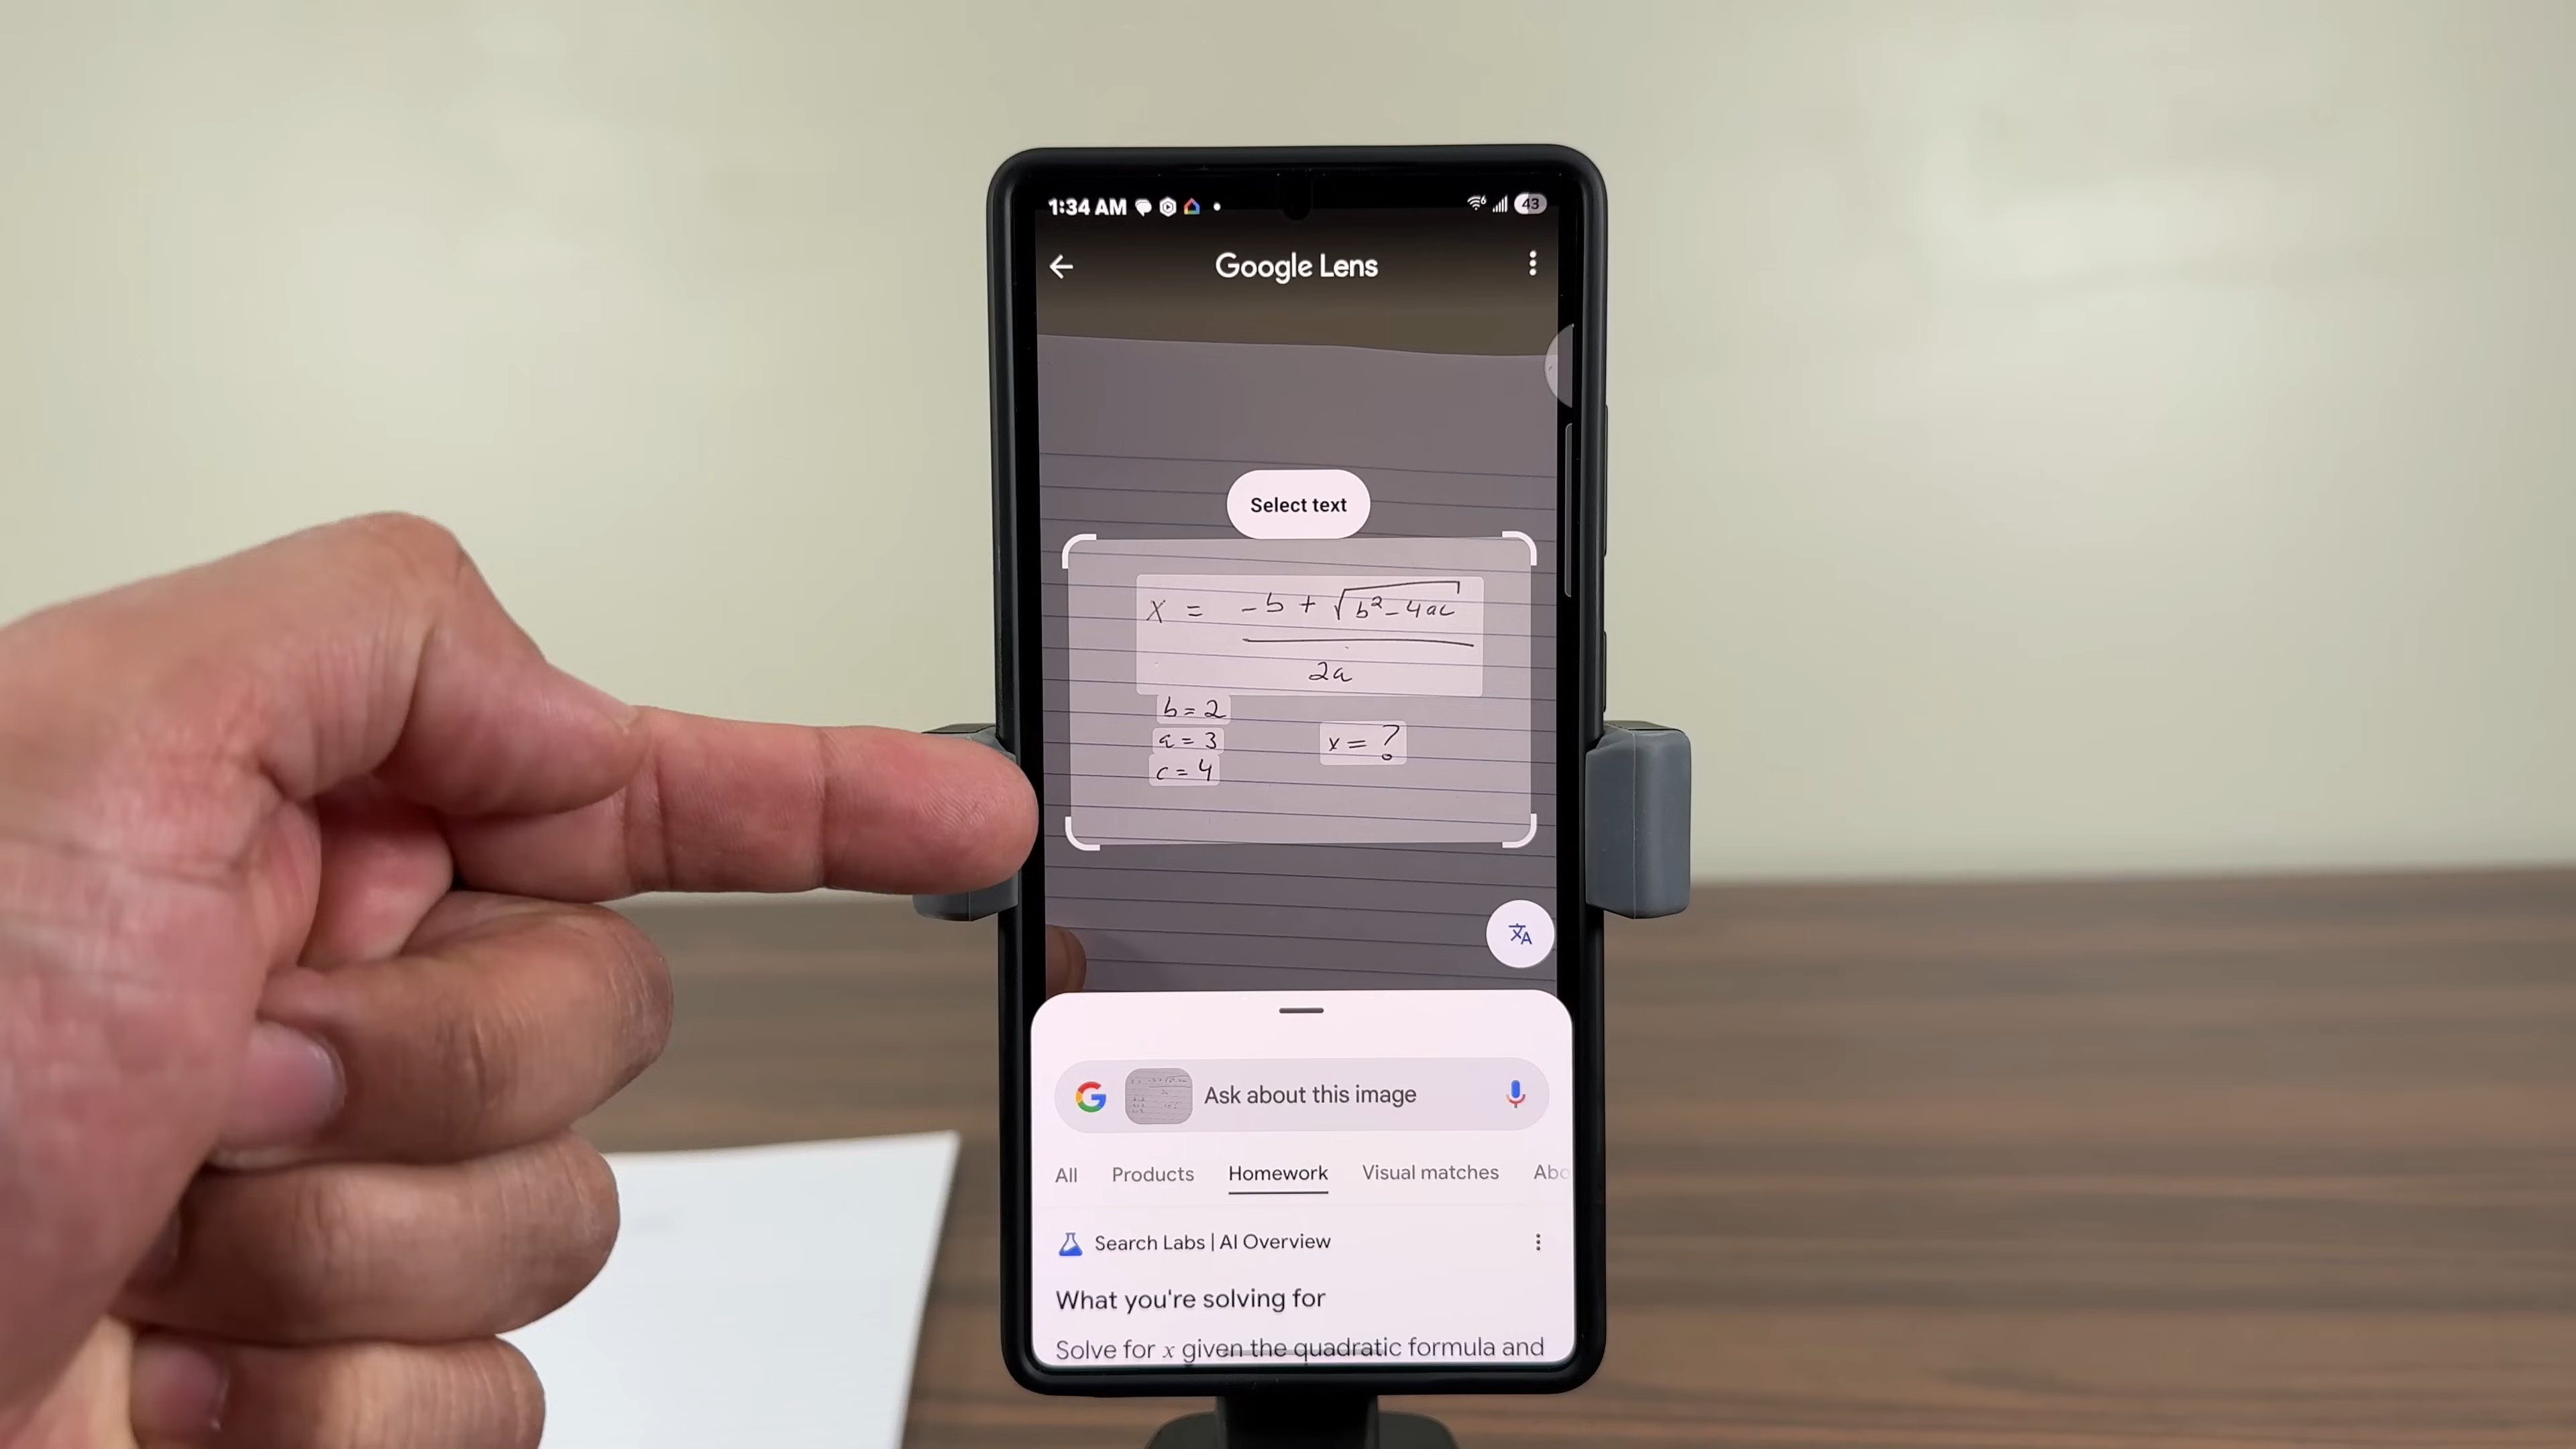 1:34 AM 43
Google Lens
Select text
X = -b + √b² - 4ac
2a
b = 2
a = 3
x = ?
c = 4
Ask about this image
All Products Homework Visual matches Abo
Search Labs | AI Overview
What you're solving for
Solve for x given the quadratic formula and